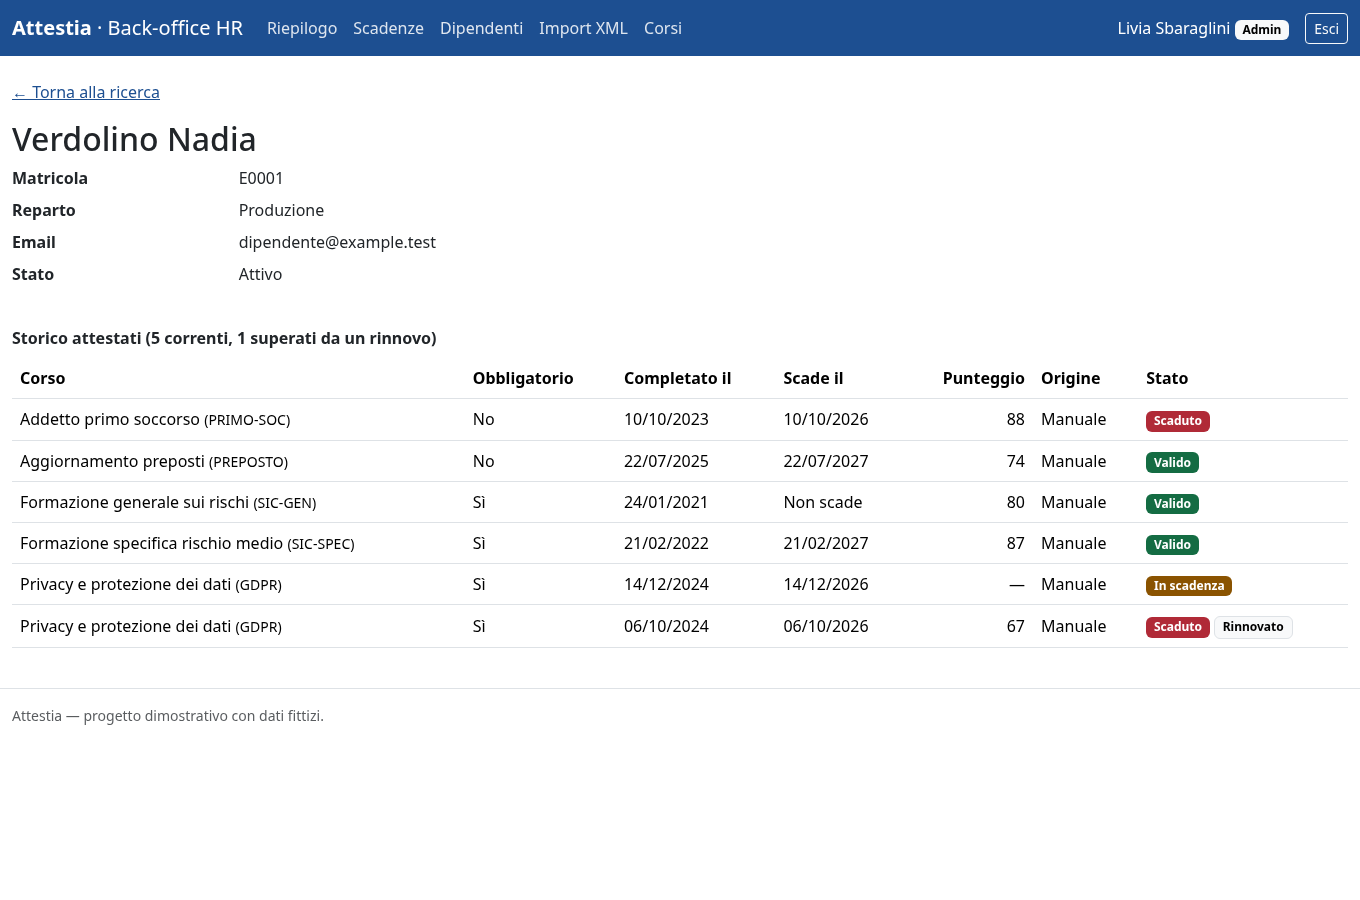 Attestia · Back-office HR Riepilogo Scadenze Dipendenti Import XML Corsi Livia Sbaraglini Admin Esci
← Torna alla ricerca
Verdolino Nadia
Matricola E0001
Reparto Produzione
Email dipendente@example.test
Stato Attivo
Storico attestati (5 correnti, 1 superati da un rinnovo)
Corso Obbligatorio Completato il Scade il Punteggio Origine Stato
Addetto primo soccorso (PRIMO-SOC) No 10/10/2023 10/10/2026 88 Manuale Scaduto
Aggiornamento preposti (PREPOSTO) No 22/07/2025 22/07/2027 74 Manuale Valido
Formazione generale sui rischi (SIC-GEN) Sì 24/01/2021 Non scade 80 Manuale Valido
Formazione specifica rischio medio (SIC-SPEC) Sì 21/02/2022 21/02/2027 87 Manuale Valido
Privacy e protezione dei dati (GDPR) Sì 14/12/2024 14/12/2026 — Manuale In scadenza
Privacy e protezione dei dati (GDPR) Sì 06/10/2024 06/10/2026 67 Manuale Scaduto Rinnovato
Attestia — progetto dimostrativo con dati fittizi.